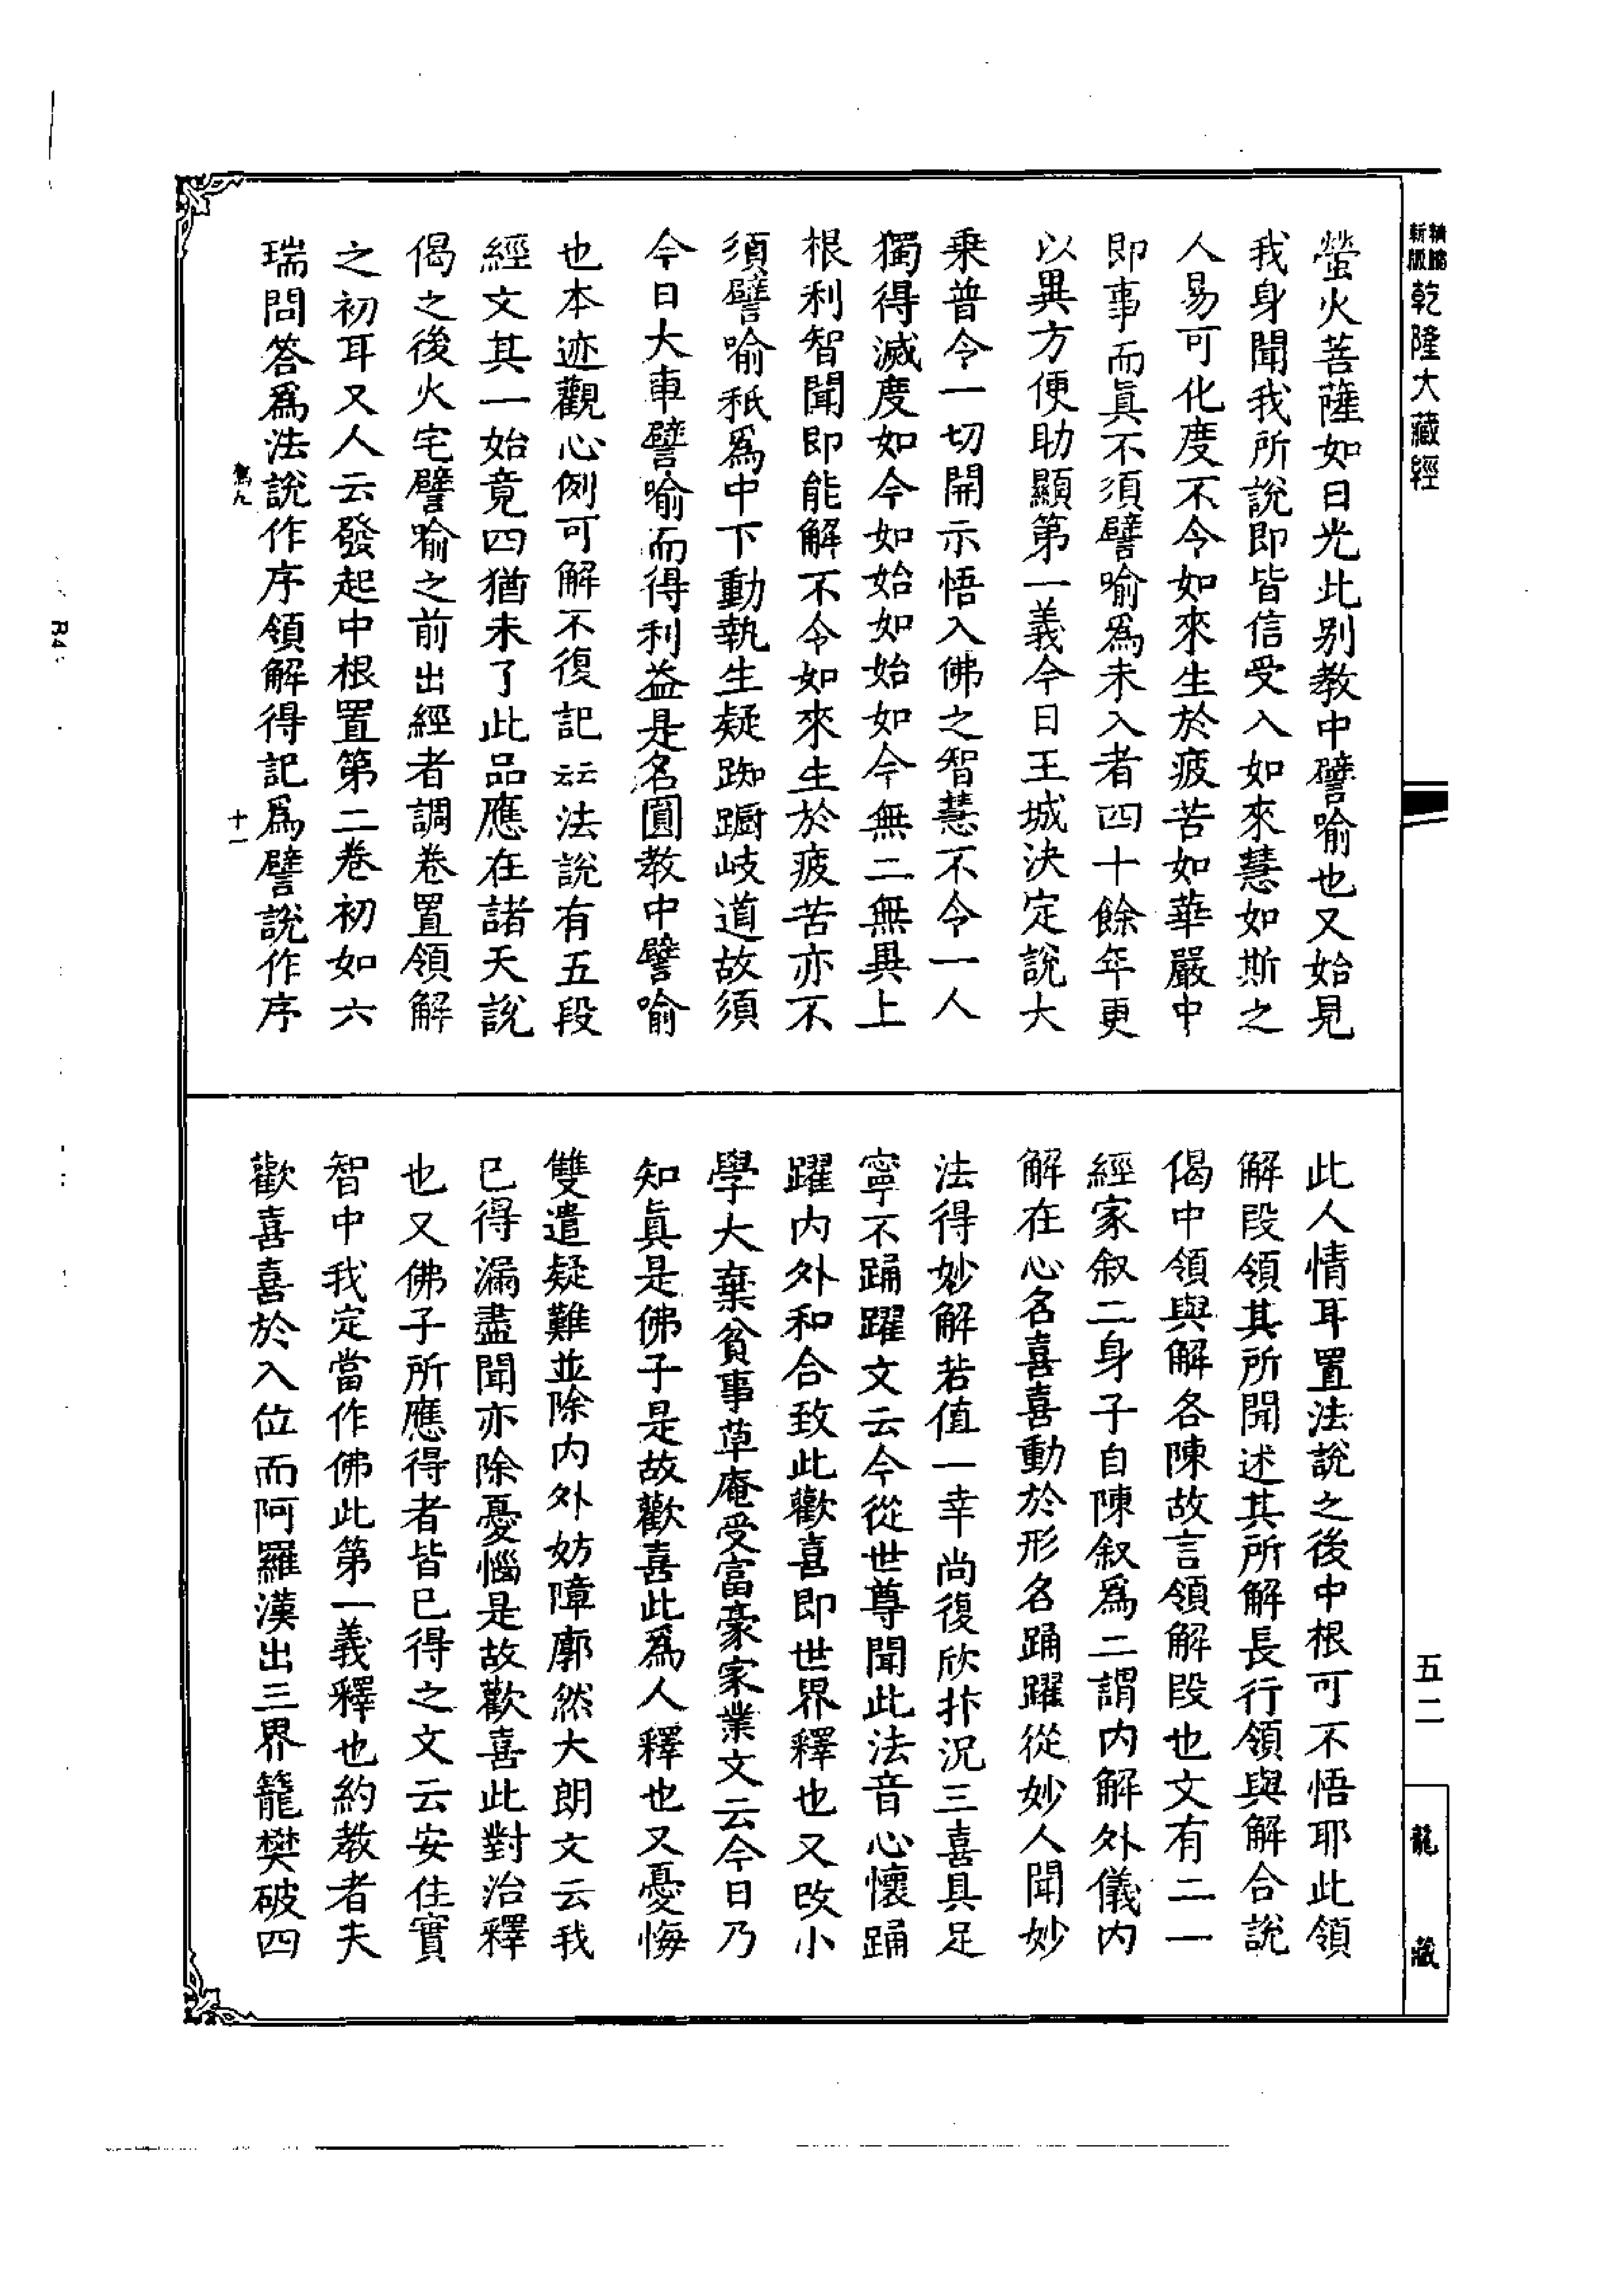 新版
乾隆大藏經
螢火菩薩如日光此别教中譬喻也又始見
我身聞我所說即皆信受入如來慧如斯之
人易可化度不令如來生於疲苦如華嚴中
即事而眞不須譬喻爲未入者四十餘年更
以異方便助顯第一義今日王城決定說大
乗普令一切開示悟入佛之智慧不令一人
獨得滅度如今如始如始如今無二無異上
根利智聞即能解不令如來生於疲苦亦不
須譬喻秖爲中下動執生疑踟躕岐道故須
今日大車譬喻而得利益是名圓教中譬喻
也本迹觀心例可解不復記云云法說有五段
經文其一始竟四猶未了此品應在諸天說
偈之後火宅譬喻之前出經者調卷置領解
之初耳又人云發起中根置第二卷初如六
瑞問答爲法說作序領解得記爲譬說作序
十一
此人情耳置法說之後中根可不悟耶此領
解段領其所聞述其所解長行領與解合說
偈中領與解各陳故言領解段也文有二一
經家叙二身子自陳叙爲二謂内解外儀内
解在心名喜喜動於形名踊躍從妙人聞妙
法得妙解若值一幸尚復欣抃況三喜具足
寧不踊躍文云今從世尊聞此法音心懷踊
躍内外和合致此歡喜即世界釋也又改小
學大棄貧事草庵受富豪家業文云今日乃
知眞是佛子是故歡喜此爲人釋也又憂悔
雙遣疑難並除内外妨障廓然大朗文云我
已得漏盡聞亦除憂惱是故歡喜此對治釋
也又佛子所應得者皆已得之文云安住實
智中我定當作佛此第一義釋也約教者夫
歡喜喜於入位而阿羅漢出三界籠樊破四
五二
龍藏
R4